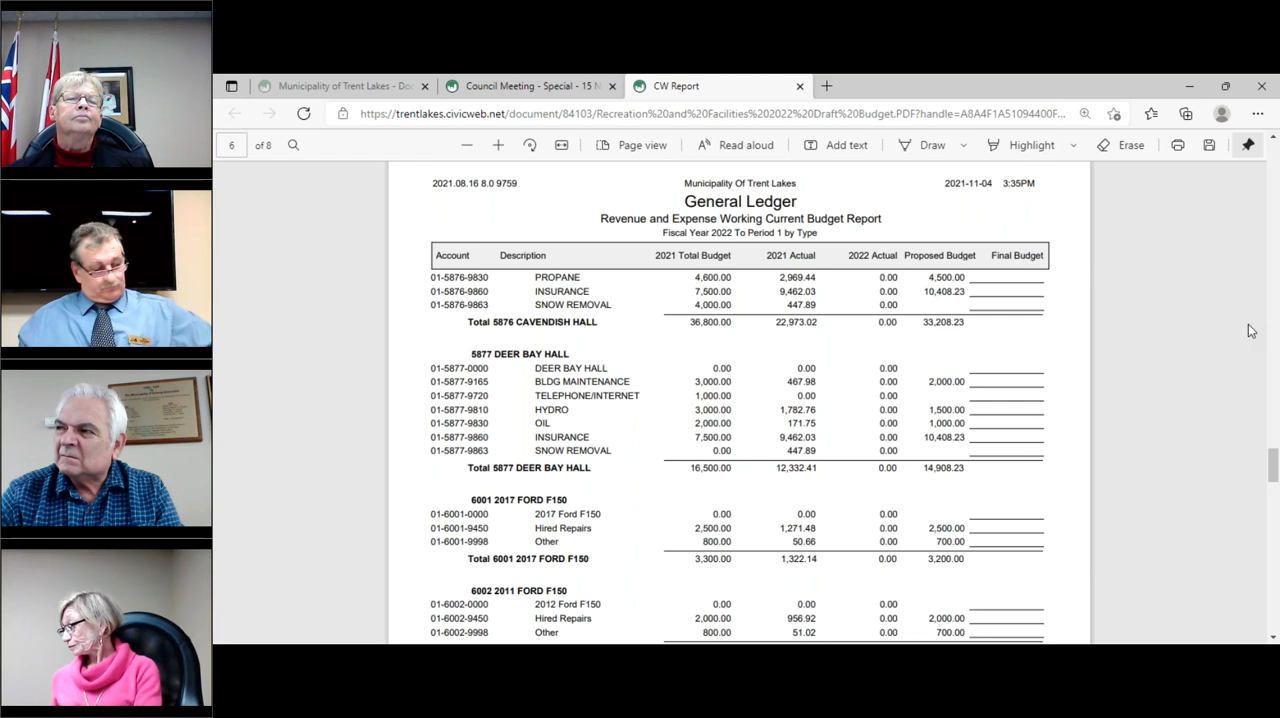 Municipality of Trent Lakes - Doc
Council Meeting - Special - 15 N
CW Report
https://trentlakes.civicweb.net/document/84103/Recreation%20and%20Facilities%202022%20Draft%20Budget.PDF?handle=A8A4F1A51094400F...
6 of 8 Page view Read aloud Add text Draw Highlight Erase
2021.08.16 8.0 9759 Municipality Of Trent Lakes 2021-11-04 3:35PM
General Ledger
Revenue and Expense Working Current Budget Report
Fiscal Year 2022 To Period 1 by Type
Account Description 2021 Total Budget 2021 Actual 2022 Actual Proposed Budget Final Budget
01-5876-9830 PROPANE 4,600.00 2,969.44 0.00 4,500.00
01-5876-9860 INSURANCE 7,500.00 9,462.03 0.00 10,408.23
01-5876-9863 SNOW REMOVAL 4,000.00 447.89 0.00
Total 5876 CAVENDISH HALL 36,800.00 22,973.02 0.00 33,208.23
5877 DEER BAY HALL
01-5877-0000 DEER BAY HALL 0.00 0.00 0.00
01-5877-9165 BLDG MAINTENANCE 3,000.00 467.98 0.00 2,000.00
01-5877-9720 TELEPHONE/INTERNET 1,000.00 0.00 0.00
01-5877-9810 HYDRO 3,000.00 1,782.76 0.00 1,500.00
01-5877-9830 OIL 2,000.00 171.75 0.00 1,000.00
01-5877-9860 INSURANCE 7,500.00 9,462.03 0.00 10,408.23
01-5877-9863 SNOW REMOVAL 0.00 447.89 0.00
Total 5877 DEER BAY HALL 16,500.00 12,332.41 0.00 14,908.23
6001 2017 FORD F150
01-6001-0000 2017 Ford F150 0.00 0.00 0.00
01-6001-9450 Hired Repairs 2,500.00 1,271.48 0.00 2,500.00
01-6001-9998 Other 800.00 50.66 0.00 700.00
Total 6001 2017 FORD F150 3,300.00 1,322.14 0.00 3,200.00
6002 2011 FORD F150
01-6002-0000 2012 Ford F150 0.00 0.00 0.00
01-6002-9450 Hired Repairs 2,000.00 956.92 0.00 2,000.00
01-6002-9998 Other 800.00 51.02 0.00 700.00